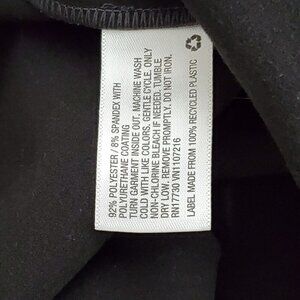 92% POLYESTER / 8% SPANDEX WITH
POLYURETHANE COATING
TURN GARMENT INSIDE OUT. MACHINE WASH
COLD WITH LIKE COLORS. GENTLE CYCLE. ONLY
NON-CHLORINE BLEACH IF NEEDED. TUMBLE
DRY LOW. REMOVE PROMPTLY. DO NOT IRON.
RN17730 VN1107216
LABEL MADE FROM 100% RECYCLED PLASTIC